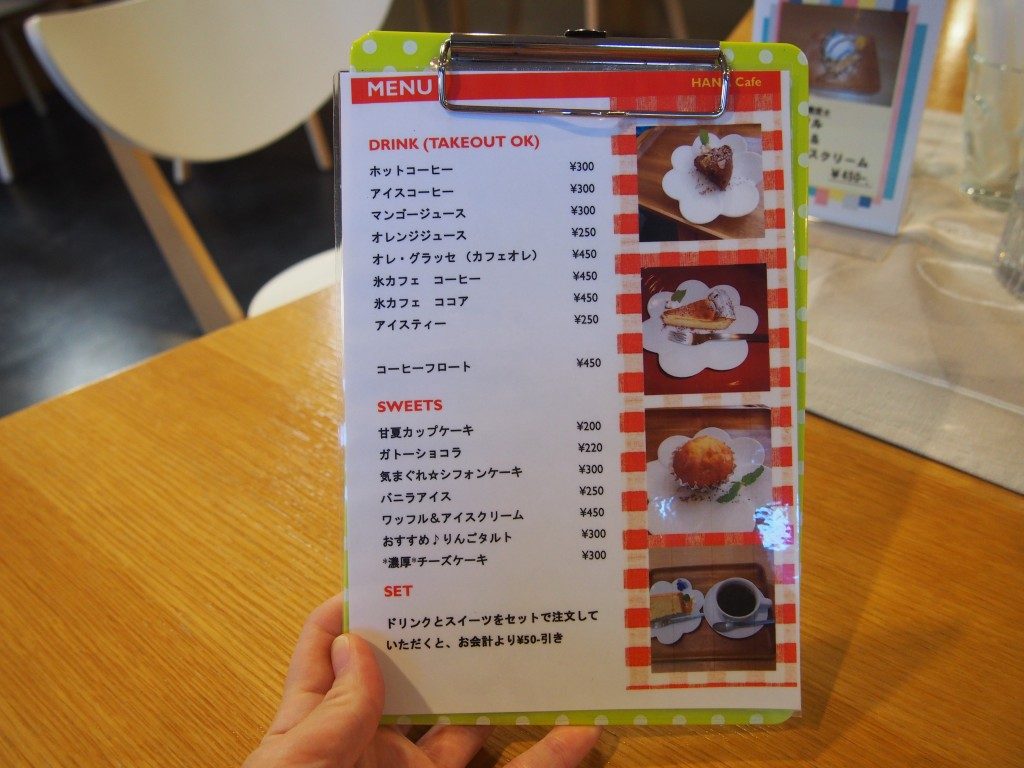 MENU
HANA Cafe
DRINK (TAKEOUT OK)
ホットコーヒー ¥300
アイスコーヒー ¥300
マンゴージュース ¥300
オレンジジュース ¥250
オレ・グラッセ（カフェオレ） ¥450
氷カフェ コーヒー ¥450
氷カフェ ココア ¥450
アイスティー ¥250
コーヒーフロート ¥450
SWEETS
甘夏カップケーキ ¥200
ガトーショコラ ¥220
気まぐれ☆シフォンケーキ ¥300
バニラアイス ¥250
ワッフル＆アイスクリーム ¥450
おすすめ♪りんごタルト ¥300
*濃厚*チーズケーキ ¥300
SET
ドリンクとスイーツをセットで注文して
いただくと、お会計より¥50-引き
ル
&
スクリーム
¥450-